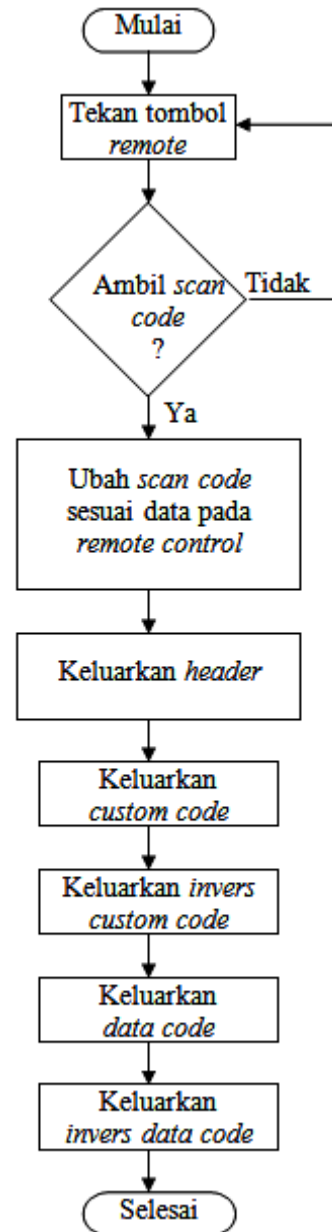 Mulai
Tekan tombol
remote
Ambil scan
code
?
Tidak
Ya
Ubah scan code
sesuai data pada
remote control
Keluarkan header
Keluarkan
custom code
Keluarkan invers
custom code
Keluarkan
data code
Keluarkan
invers data code
Selesai